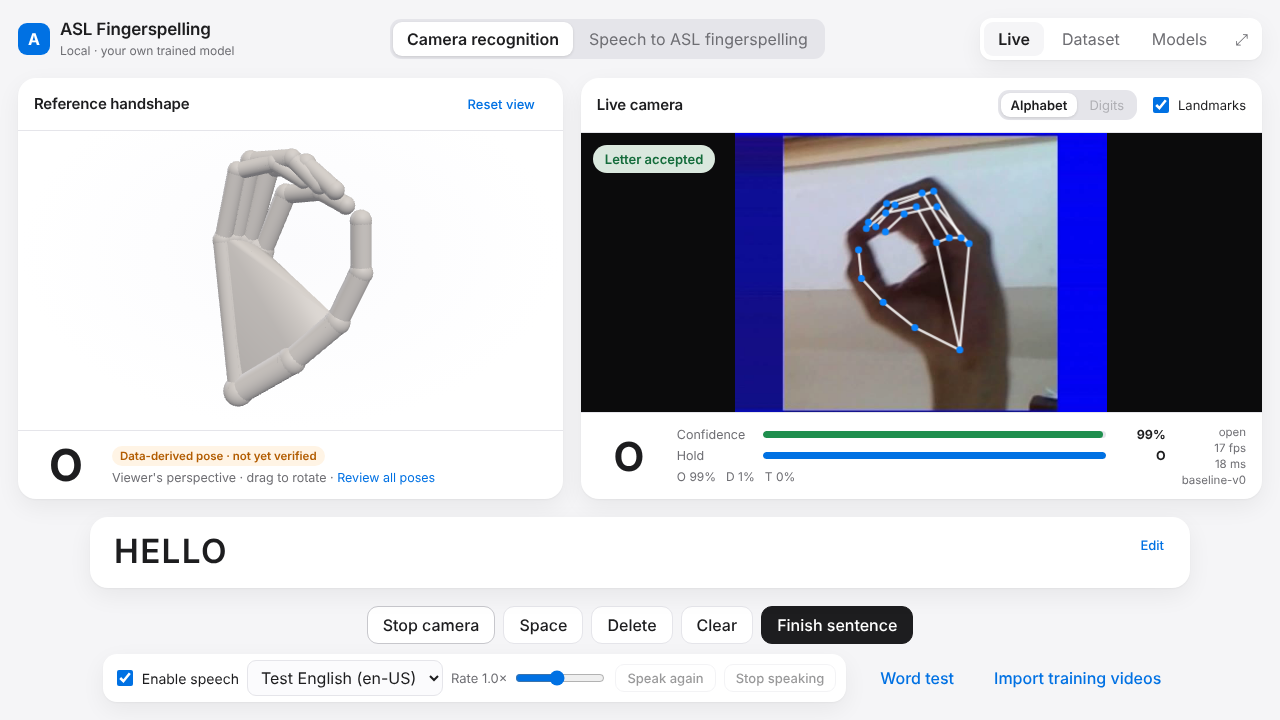 A
ASL Fingerspelling
Local · your own trained model
Camera recognition
Speech to ASL fingerspelling
Live
Dataset
Models
Reference handshape
Reset view
Live camera
Alphabet
Digits
Landmarks
Letter accepted
O
Data-derived pose · not yet verified
Viewer's perspective · drag to rotate · Review all poses
O
Confidence
99%
Hold
O
O 99% D 1% T 0%
open
17 fps
18 ms
baseline-v0
HELLO
Edit
Stop camera
Space
Delete
Clear
Finish sentence
Enable speech
Test English (en-US)
Rate 1.0×
Speak again
Stop speaking
Word test
Import training videos